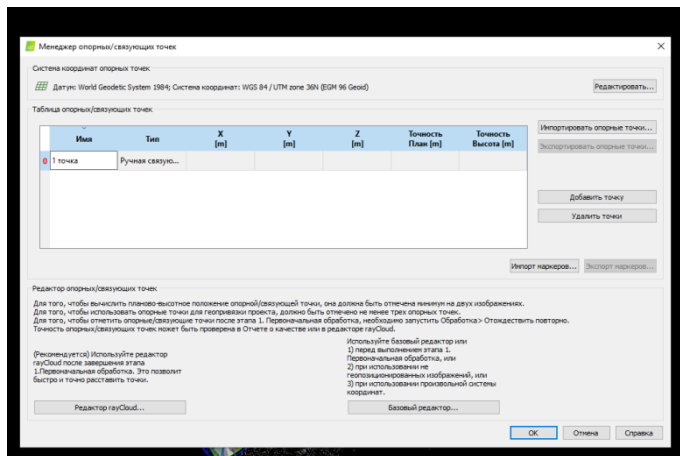 Менеджер опорных/связующих точек
Система координат опорных точек
Датум: World Geodetic System 1984; Система координат: WGS 84 / UTM zone 36N (EGM 96 Geoid)
Редактировать...
Таблица опорных/связующих точек
Имя Тип X [m] Y [m] Z [m] Точность План [m] Точность Высота [m]
0 1 точка Ручная связую...
Импортировать опорные точки...
Экспортировать опорные точки...
Добавить точку
Удалить точки
Импорт маркеров... Экспорт маркеров...
Редактор опорных/связующих точек
Для того, чтобы вычислить планово-высотное положение опорной/связующей точки, она должна быть отмечена минимум на двух изображениях.
Для того, чтобы использовать опорные точки для геопривязки проекта, должно быть отмечено не менее трех опорных точек.
Для того, чтобы отметить опорные/связующие точки после этапа 1. Первоначальная обработка, необходимо запустить Обработка> Отождествить повторно.
Точность опорных/связующих точек может быть проверена в Отчете о качестве или в редакторе rayCloud.
(Рекомендуется) Используйте редактор
rayCloud после завершения этапа
1.Первоначальная обработка. Это позволит
быстро и точно расставить точки.
Используйте базовый редактор или
1) перед выполнением этапа 1.
Первоначальная обработка, или
2) при использовании не
геопозиционированных изображений, или
3) при использовании произвольной системы
координат.
Редактор rayCloud...
Базовый редактор...
OK Отмена Справка